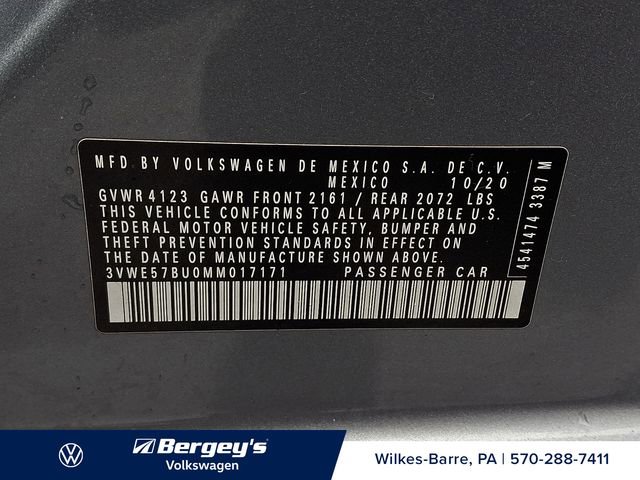 MFD. BY VOLKSWAGEN DE MEXICO S.A. DE C.V.
MEXICO 10/20
GVWR 4123 GAWR FRONT 2161 / REAR 2072 LBS
THIS VEHICLE CONFORMS TO ALL APPLICABLE U.S.
FEDERAL MOTOR VEHICLE SAFETY, BUMPER AND
THEFT PREVENTION STANDARDS IN EFFECT ON
THE DATE OF MANUFACTURE SHOWN ABOVE.
3VWE57BU0MM017171 PASSENGER CAR
4541474 3387 M
Bergey's
Volkswagen
Wilkes-Barre, PA | 570-288-7411